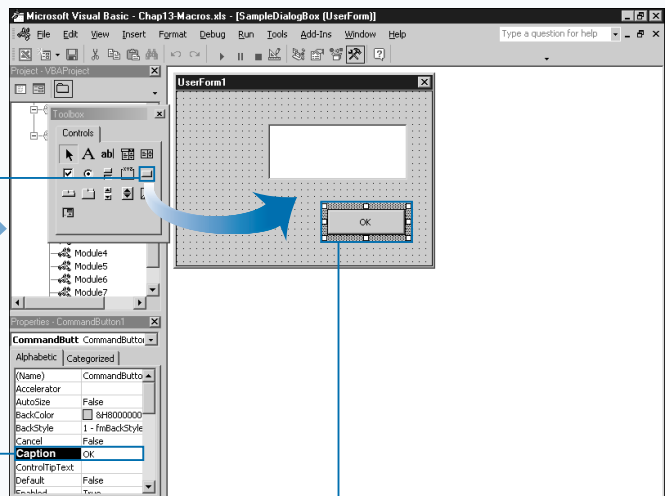 Microsoft Visual Basic - Chap13-Macros.xls - [SampleDialogBox (UserForm)]
File Edit View Insert Format Debug Run Tools Add-Ins Window Help
Type a question for help
Project - VBAProject
Toolbox
Controls
A abl
UserForm1
OK
Module4
Module5
Module6
Module7
Properties - CommandButton1
CommandButt CommandButto
Alphabetic Categorized
(Name) CommandButto
Accelerator
AutoSize False
BackColor &H8000000
BackStyle 1 - fmBackStyle
Cancel False
Caption OK
ControlTipText
Default False
Enabled True